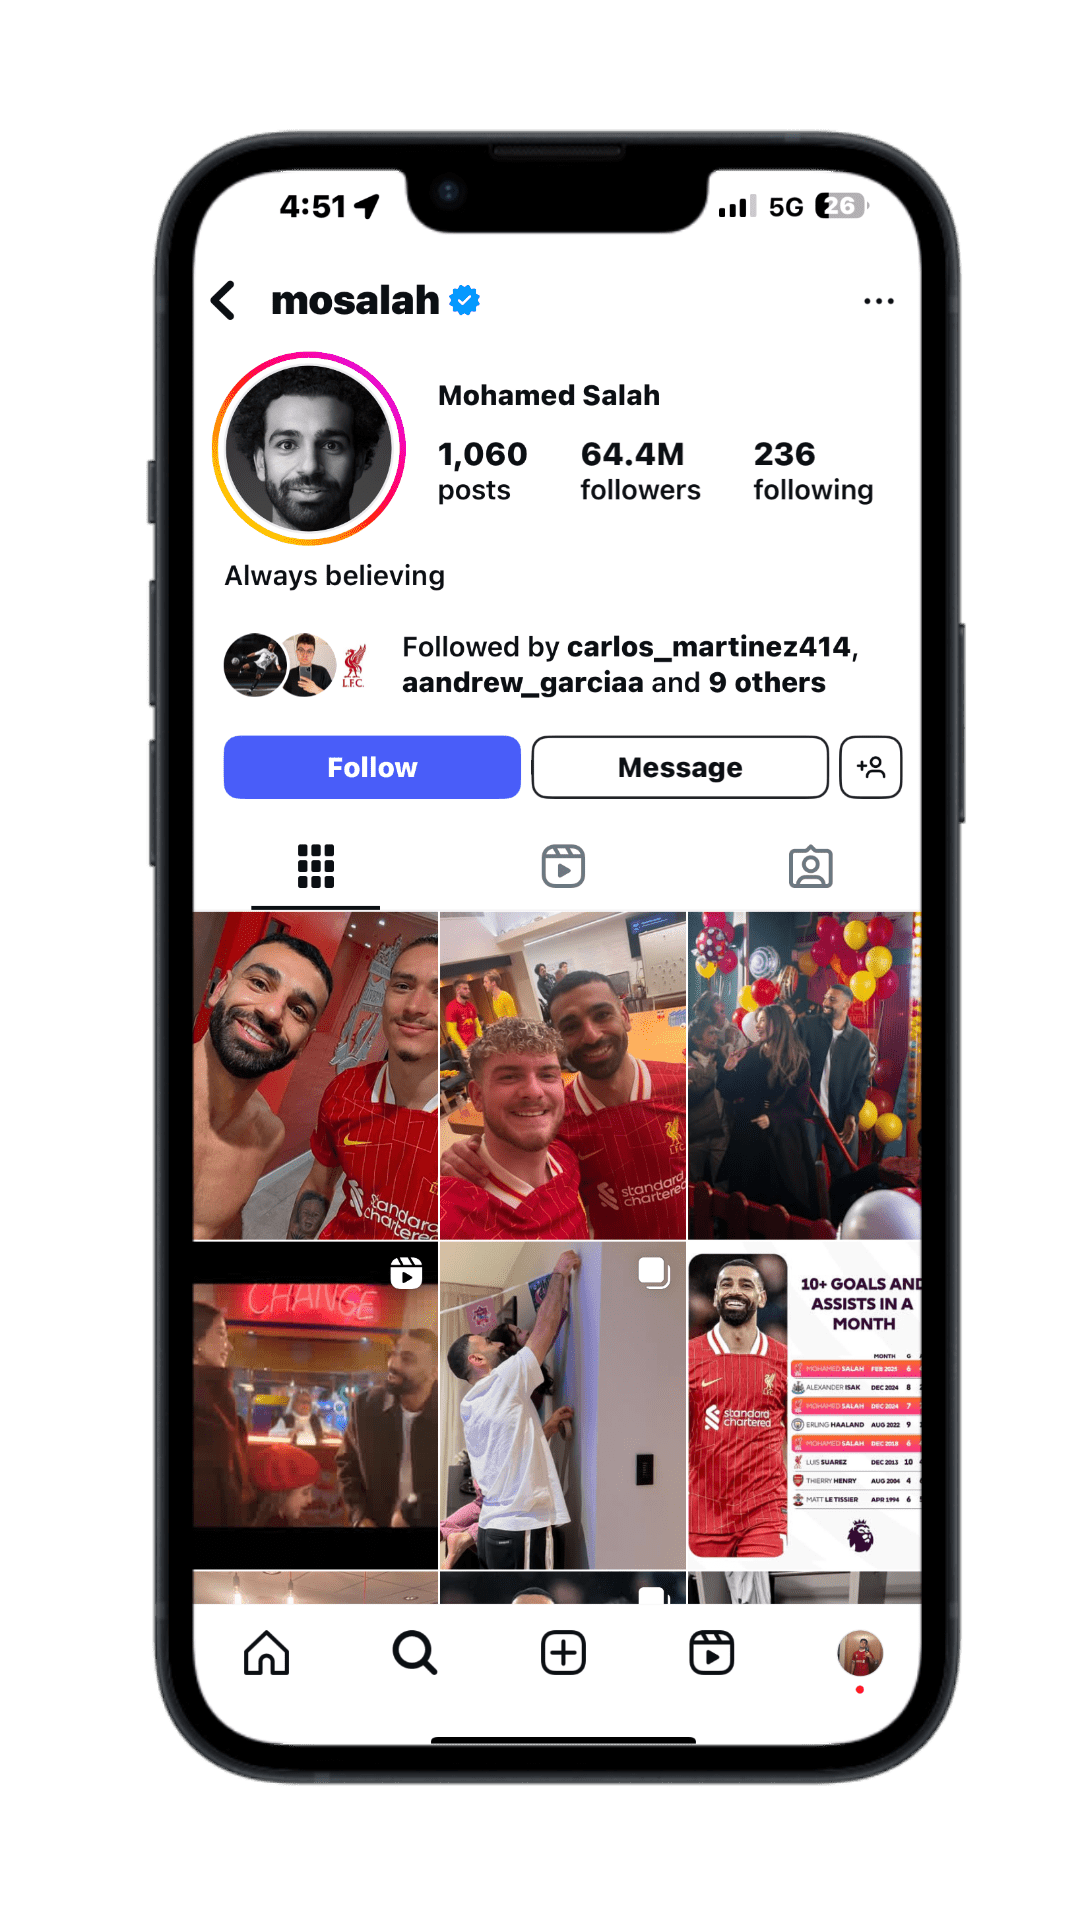 4:51 5G 26
mosalah
Mohamed Salah
1,060 64.4M 236
posts followers following
Always believing
L.F.C.
Followed by carlos_martinez414,
aandrew_garciaa and 9 others
Follow Message
standard
chartered
L.F.C.
standard
chartered
CHANGE
10+ GOALS AND
ASSISTS IN A
MONTH
MONTH G
MOHAMED SALAH FEB 2025 6
ALEXANDER ISAK DEC 2024 8
MOHAMED SALAH DEC 2024 7
ERLING HAALAND AUG 2022 9
MOHAMED SALAH DEC 2018 6
LUIS SUAREZ DEC 2013 10
THIERRY HENRY AUG 2004 4
MATT LE TISSIER APR 1994 6
standard
chartered